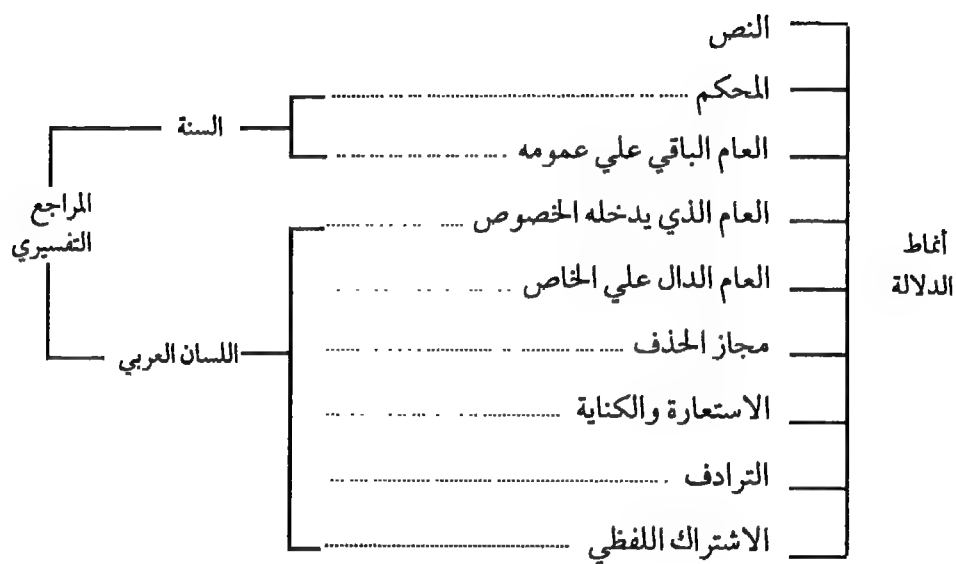 أنماط
الدلالة
النص
المحكم
العام الباقي علي عمومه
العام الذي يدخله الخصوص
العام الدال علي الخاص
مجاز الحذف
الاستعارة والكناية
الترادف
الاشتراك اللفظي
السنة
اللسان العربي
المراجع
التفسيري